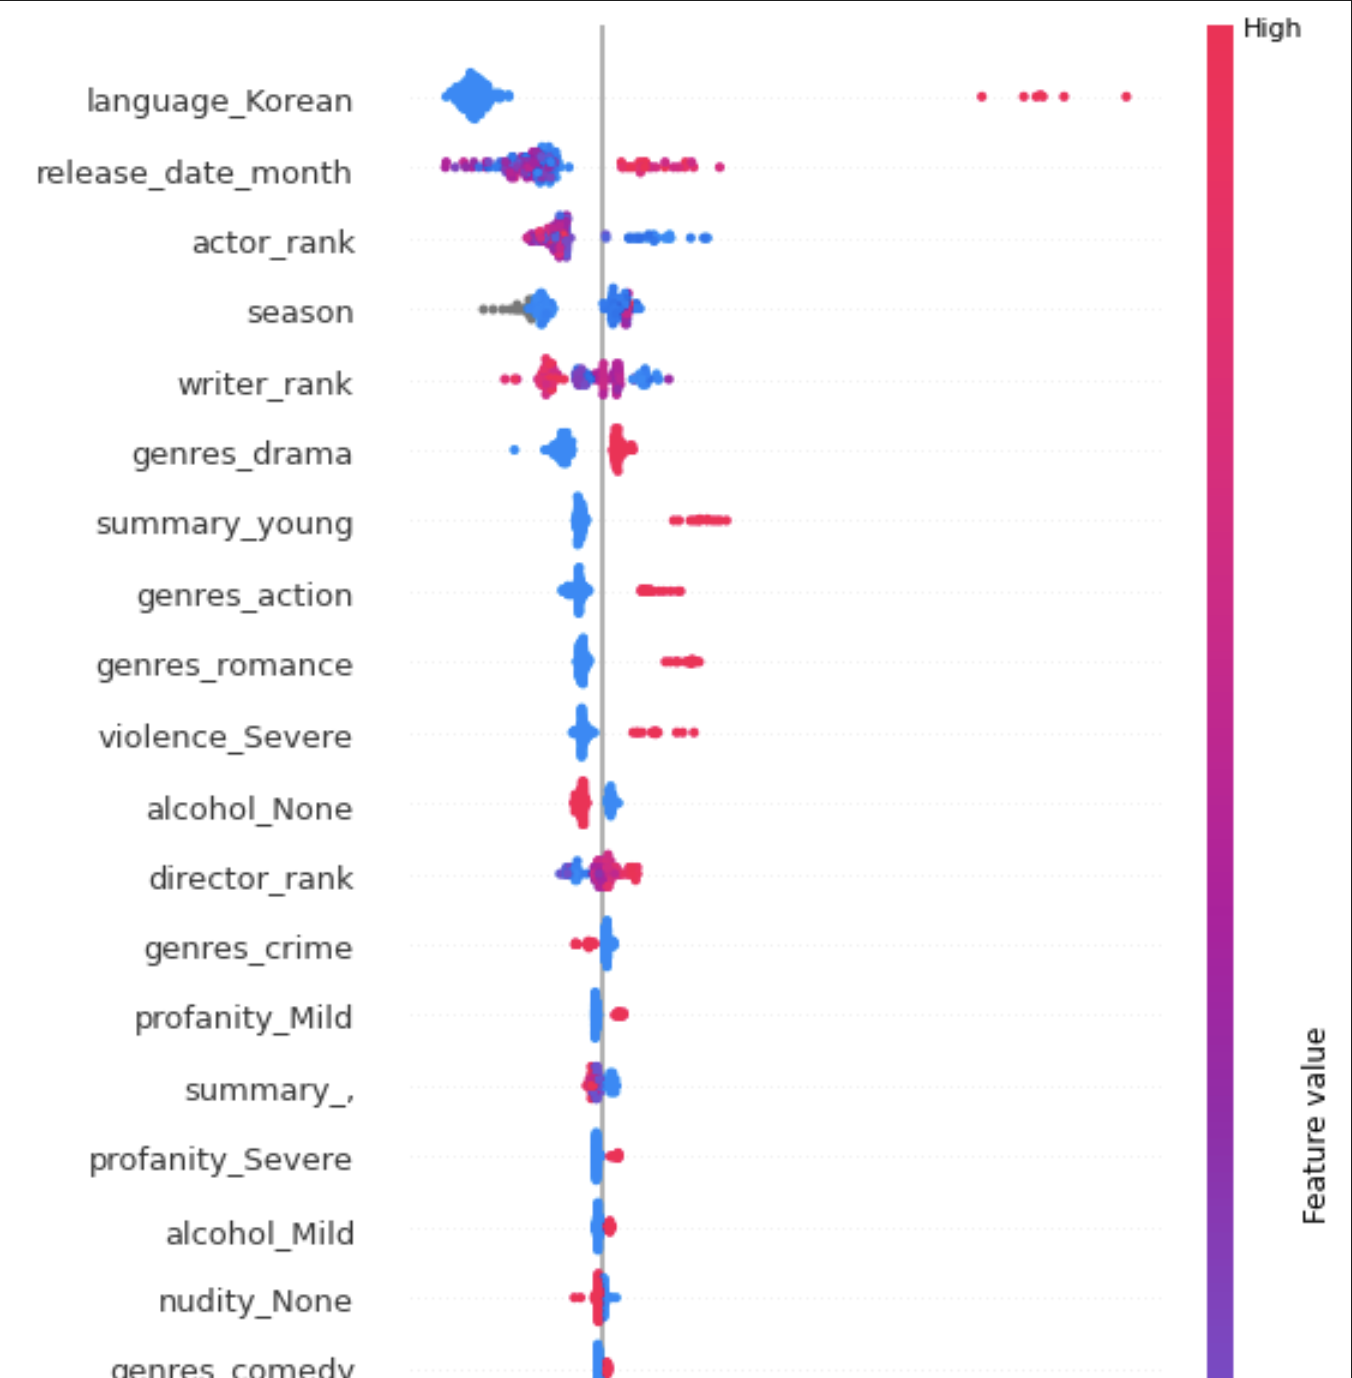 High
language_Korean
release_date_month
actor_rank
season
writer_rank
genres_drama
summary_young
genres_action
genres_romance
violence_Severe
alcohol_None
director_rank
genres_crime
profanity_Mild
summary_,
profanity_Severe
alcohol_Mild
nudity_None
genres_comedy
Feature value